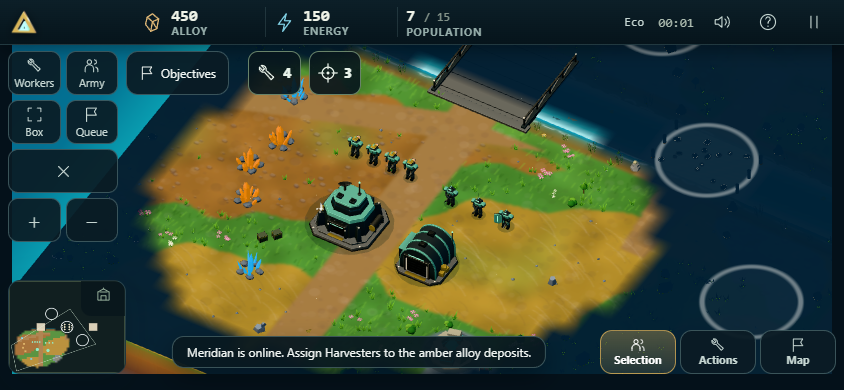 450
ALLOY
150
ENERGY
7 / 15
POPULATION
Eco 00:01
Workers
Army
Objectives
4
3
Box
Queue
Meridian is online. Assign Harvesters to the amber alloy deposits.
Selection
Actions
Map